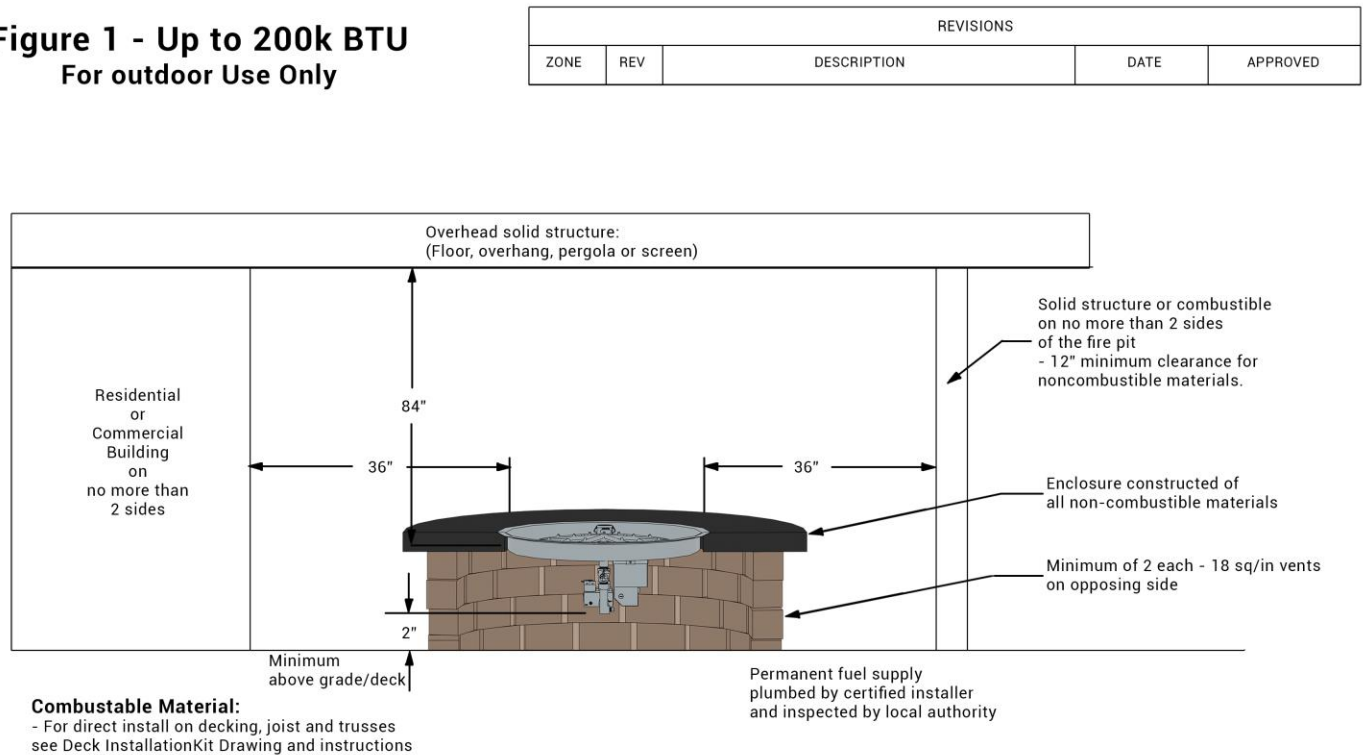 Figure 1 - Up to 200k BTU
For outdoor Use Only
REVISIONS
ZONE REV DESCRIPTION DATE APPROVED
Overhead solid structure:
(Floor, overhang, pergola or screen)
Solid structure or combustible
on no more than 2 sides
of the fire pit
- 12" minimum clearance for
noncombustible materials.
Residential
or
Commercial
Building
on
no more than
2 sides
84"
36"
36"
Enclosure constructed of
all non-combustible materials
Minimum of 2 each - 18 sq/in vents
on opposing side
2"
Minimum
above grade/deck
Permanent fuel supply
plumbed by certified installer
and inspected by local authority
Combustable Material:
- For direct install on decking, joist and trusses
see Deck InstallationKit Drawing and instructions